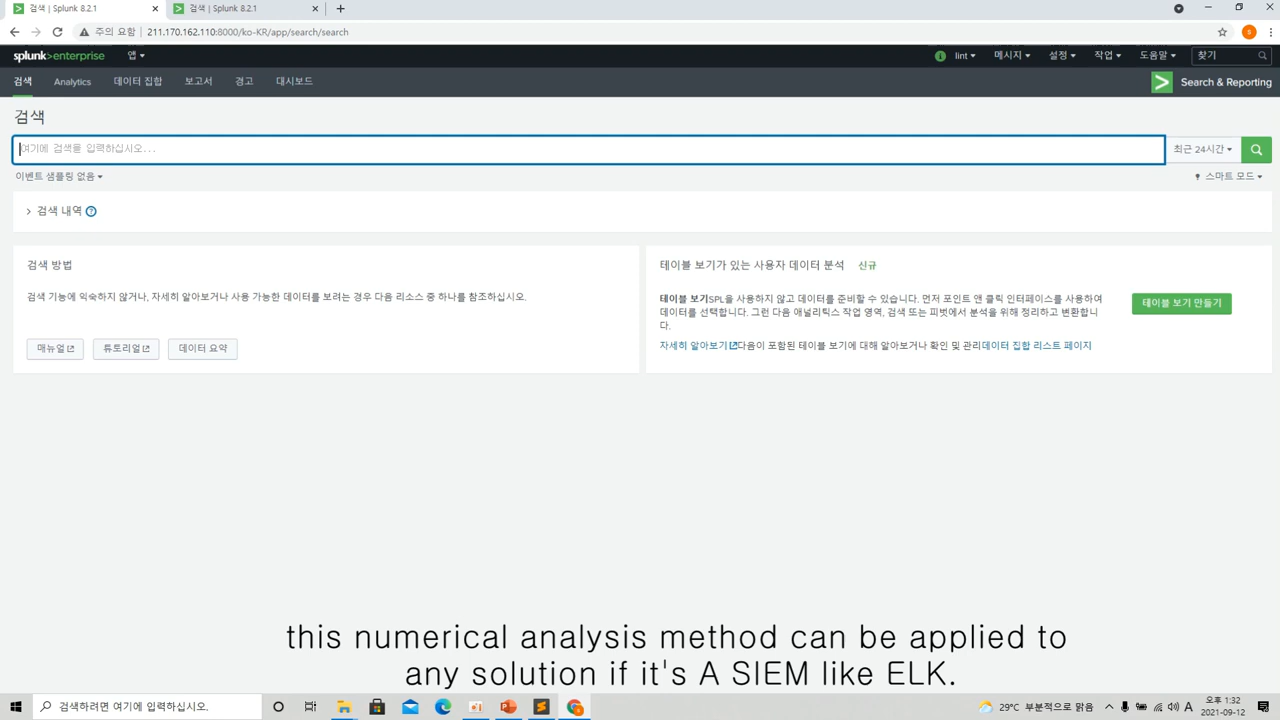 검색 | Splunk 8.2.1
검색 | Splunk 8.2.1
주의 요함 211.170.162.110:8000/ko-KR/app/search/search
splunk>enterprise 앱
lint 메시지 설정 작업 도움말 찾기
검색 Analytics 데이터 집합 보고서 경고 대시보드
Search & Reporting
검색
여기에 검색을 입력하십시오...
최근 24시간
이벤트 샘플링 없음
스마트 모드
검색 내역
검색 방법
검색 기능에 익숙하지 않거나, 자세히 알아보거나 사용 가능한 데이터를 보려는 경우 다음 리소스 중 하나를 참조하십시오.
매뉴얼 튜토리얼 데이터 요약
테이블 보기가 있는 사용자 데이터 분석 신규
테이블 보기SPL을 사용하지 않고 데이터를 준비할 수 있습니다. 먼저 포인트 앤 클릭 인터페이스를 사용하여
데이터를 선택합니다. 그런 다음 애널리틱스 작업 영역, 검색 또는 피벗에서 분석을 위해 정리하고 변환합니
다.
테이블 보기 만들기
자세히 알아보기다음이 포함된 테이블 보기에 대해 알아보거나 확인 및 관리데이터 집합 리스트 페이지
this numerical analysis method can be applied to
any solution if it's A SIEM like ELK.
검색하려면 여기에 입력하십시오.
29°C 부분적으로 맑음
A
오후 1:32
2021-09-12